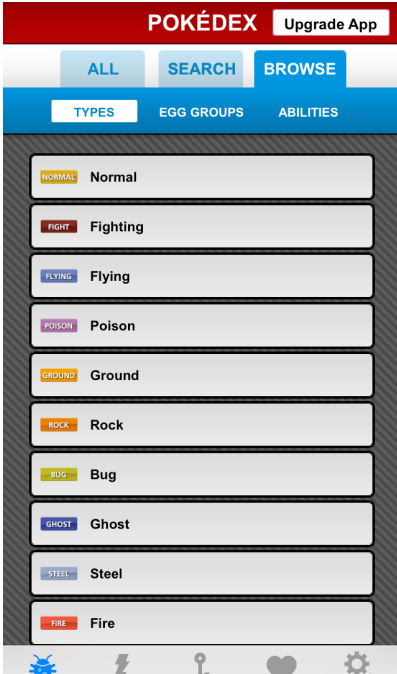 POKÉDEX Upgrade App
ALL SEARCH BROWSE
TYPES EGG GROUPS ABILITIES
NORMAL Normal
FIGHT Fighting
FLYING Flying
POISON Poison
GROUND Ground
ROCK Rock
BUG Bug
GHOST Ghost
STEEL Steel
FIRE Fire